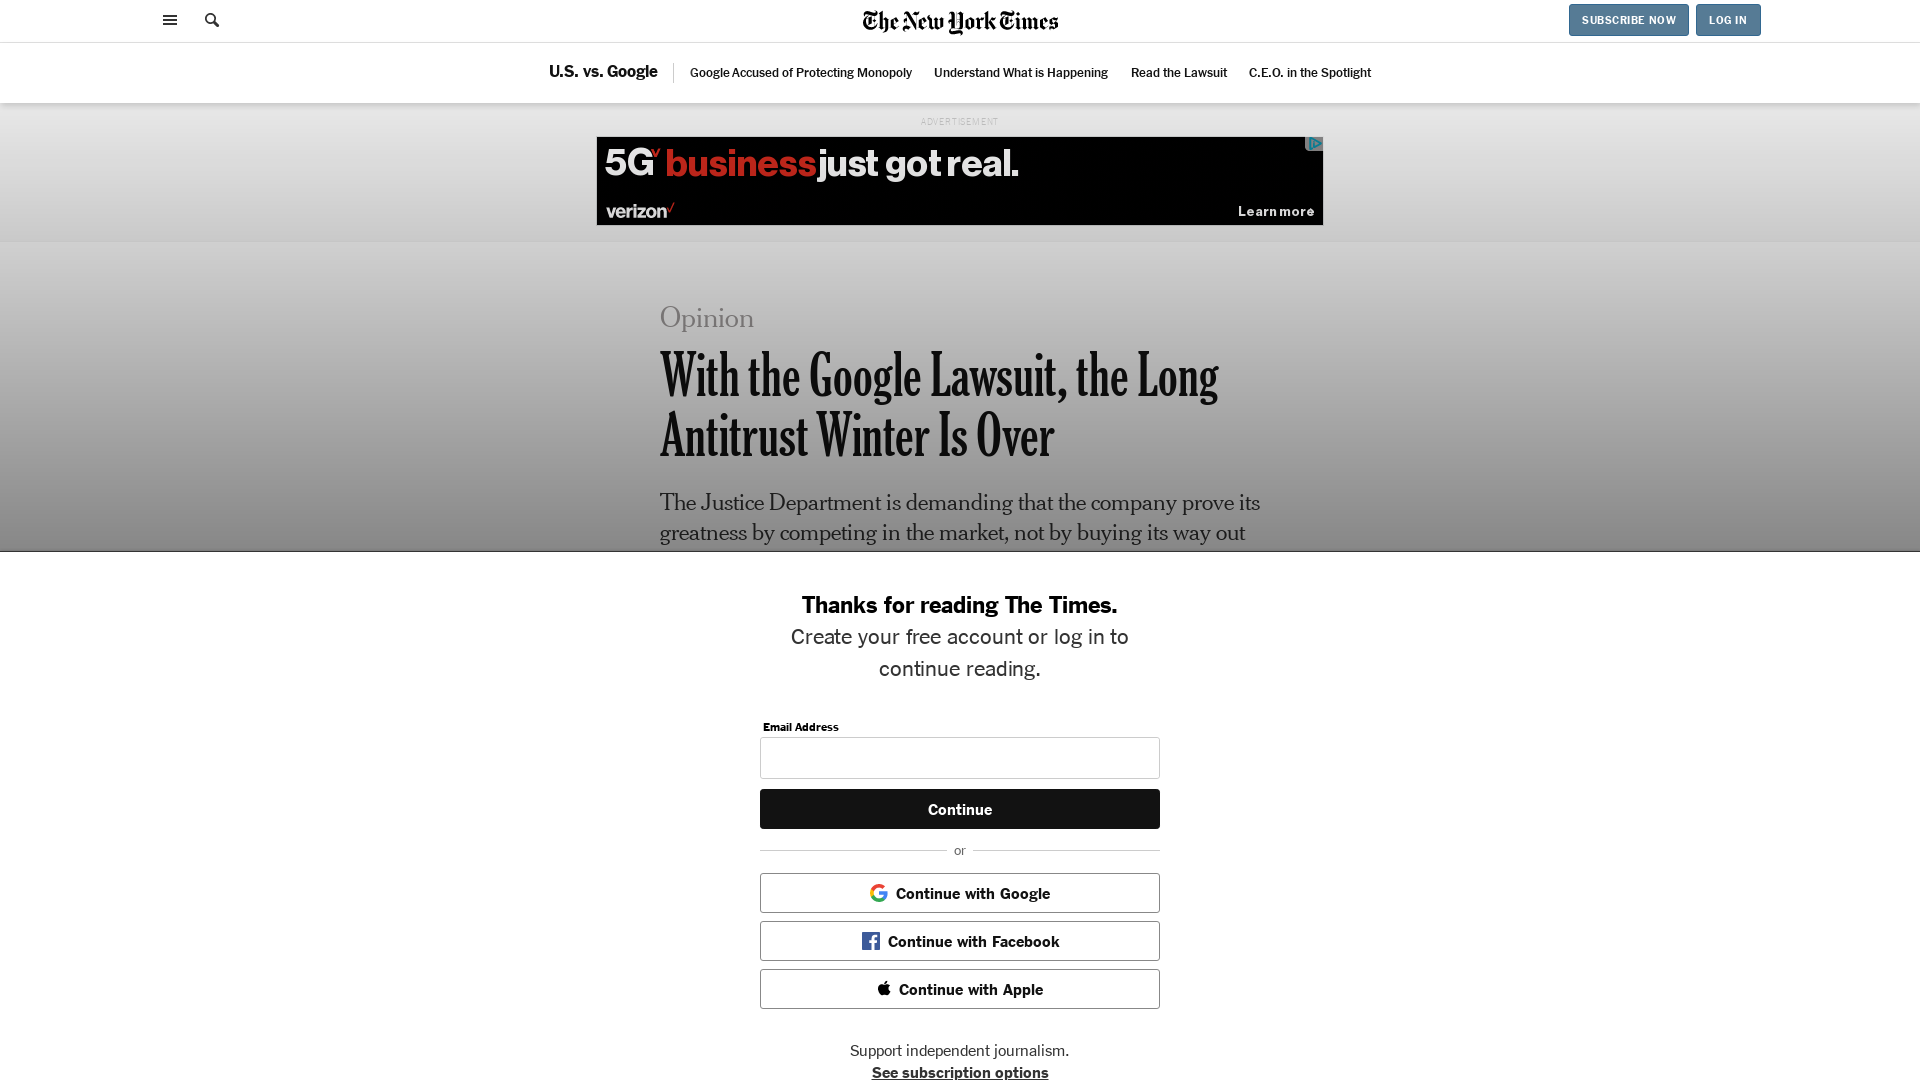 The New York Times
SUBSCRIBE NOW
LOG IN
U.S. vs. Google
Google Accused of Protecting Monopoly
Understand What is Happening
Read the Lawsuit
C.E.O. in the Spotlight
ADVERTISEMENT
5G business just got real.
verizon
Learn more
Opinion
With the Google Lawsuit, the Long
Antitrust Winter Is Over
The Justice Department is demanding that the company prove its
greatness by competing in the market, not by buying its way out
Thanks for reading The Times.
Create your free account or log in to
continue reading.
Email Address
Continue
or
Continue with Google
Continue with Facebook
Continue with Apple
Support independent journalism.
See subscription options